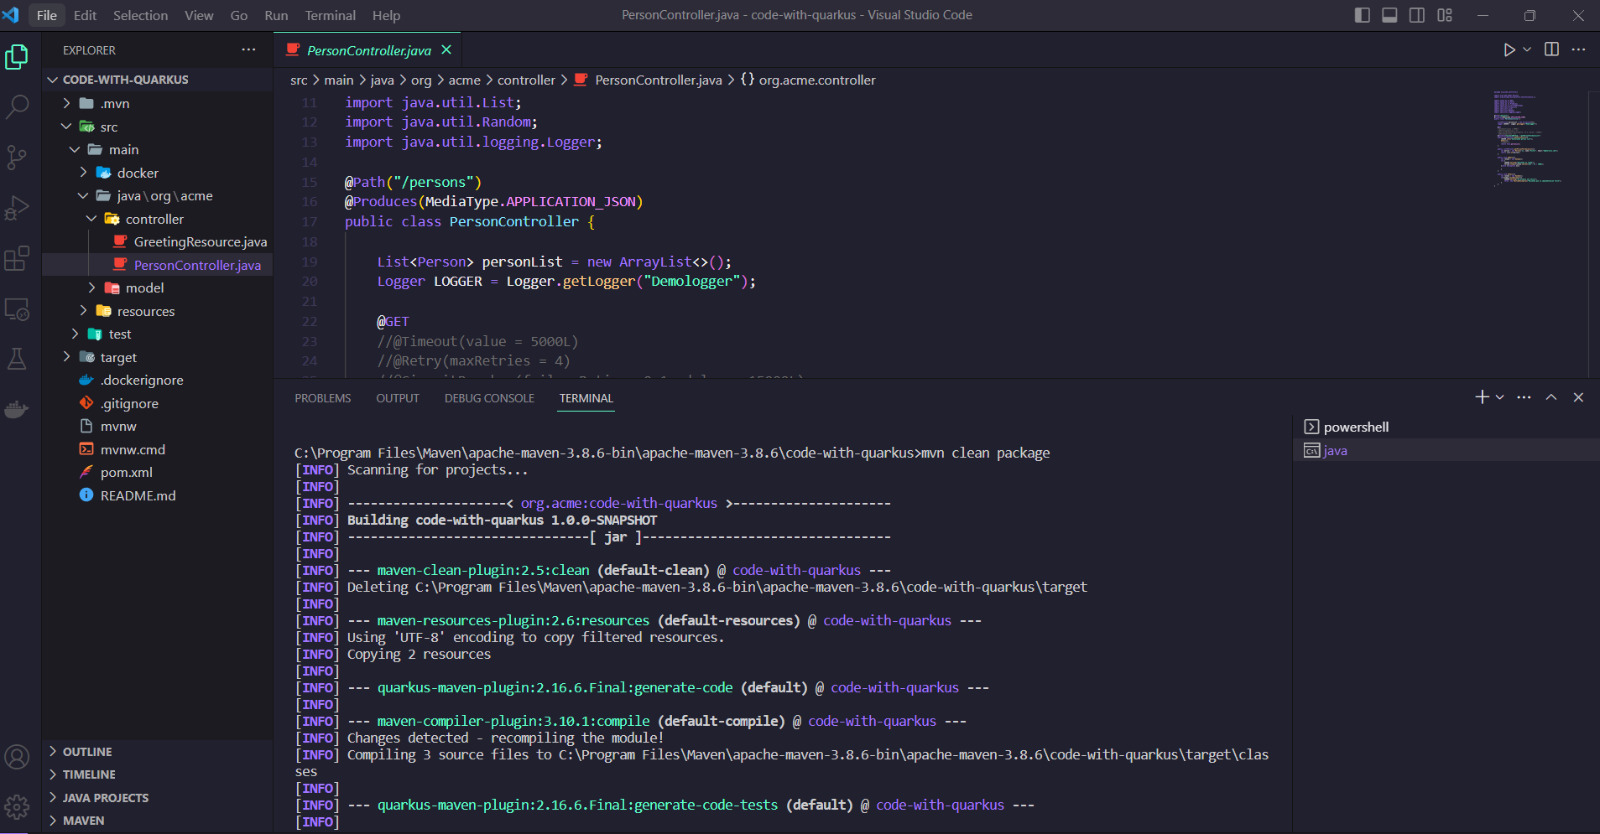 File Edit Selection View Go Run Terminal Help
PersonController.java - code-with-quarkus - Visual Studio Code
EXPLORER
CODE-WITH-QUARKUS
.mvn
src
main
docker
java\org\acme
controller
GreetingResource.java
PersonController.java
model
resources
test
target
.dockerignore
.gitignore
mvnw
mvnw.cmd
pom.xml
README.md
OUTLINE
TIMELINE
JAVA PROJECTS
MAVEN
PersonController.java
src > main > java > org > acme > controller > PersonController.java > {} org.acme.controller
11 import java.util.List;
12 import java.util.Random;
13 import java.util.logging.Logger;
14
15 @Path("/persons")
16 @Produces(MediaType.APPLICATION_JSON)
17 public class PersonController {
18
19 List<Person> personList = new ArrayList<>();
20 Logger LOGGER = Logger.getLogger("Demologger");
21
22 @GET
23 //@Timeout(value = 5000L)
24 //@Retry(maxRetries = 4)
PROBLEMS OUTPUT DEBUG CONSOLE TERMINAL
powershell
java
C:\Program Files\Maven\apache-maven-3.8.6-bin\apache-maven-3.8.6\code-with-quarkus>mvn clean package
[INFO] Scanning for projects...
[INFO]
[INFO] ---------------------< org.acme:code-with-quarkus >---------------------
[INFO] Building code-with-quarkus 1.0.0-SNAPSHOT
[INFO] --------------------------------[ jar ]---------------------------------
[INFO]
[INFO] --- maven-clean-plugin:2.5:clean (default-clean) @ code-with-quarkus ---
[INFO] Deleting C:\Program Files\Maven\apache-maven-3.8.6-bin\apache-maven-3.8.6\code-with-quarkus\target
[INFO]
[INFO] --- maven-resources-plugin:2.6:resources (default-resources) @ code-with-quarkus ---
[INFO] Using 'UTF-8' encoding to copy filtered resources.
[INFO] Copying 2 resources
[INFO]
[INFO] --- quarkus-maven-plugin:2.16.6.Final:generate-code (default) @ code-with-quarkus ---
[INFO]
[INFO] --- maven-compiler-plugin:3.10.1:compile (default-compile) @ code-with-quarkus ---
[INFO] Changes detected - recompiling the module!
[INFO] Compiling 3 source files to C:\Program Files\Maven\apache-maven-3.8.6-bin\apache-maven-3.8.6\code-with-quarkus\target\clas
ses
[INFO]
[INFO] --- quarkus-maven-plugin:2.16.6.Final:generate-code-tests (default) @ code-with-quarkus ---
[INFO]